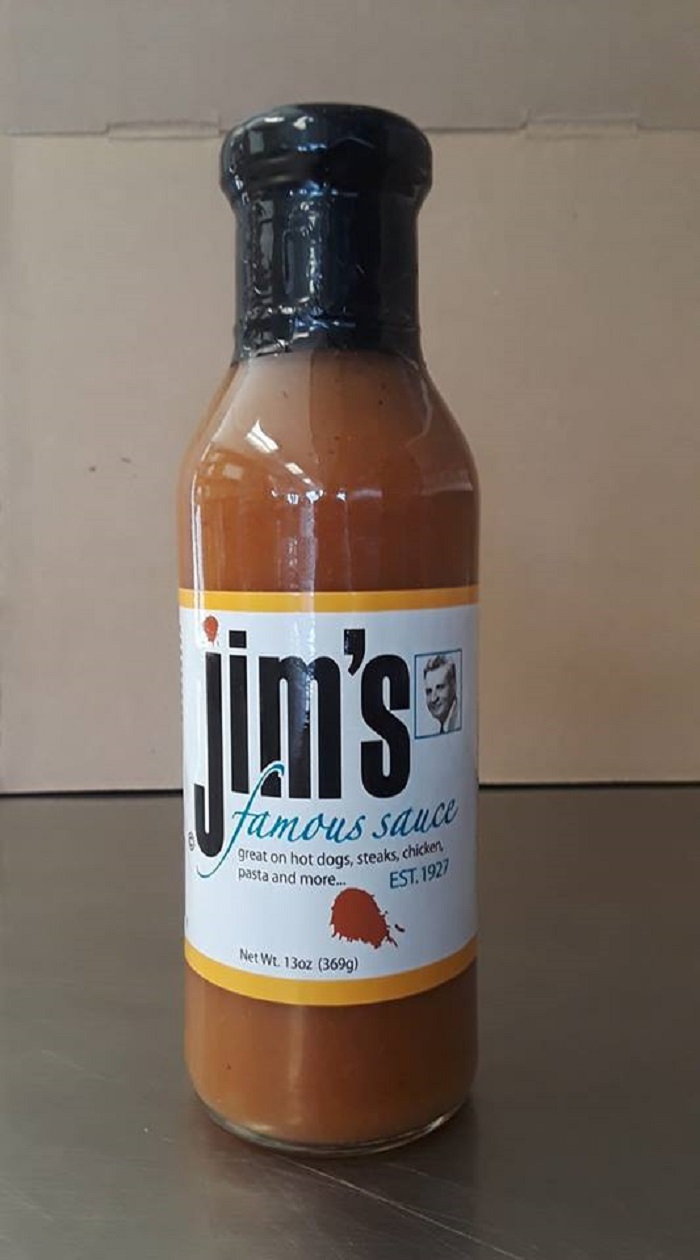 jim's
famous sauce
great on hot dogs, steaks, chicken,
pasta and more...
EST. 1927
Net Wt. 13oz (369g)